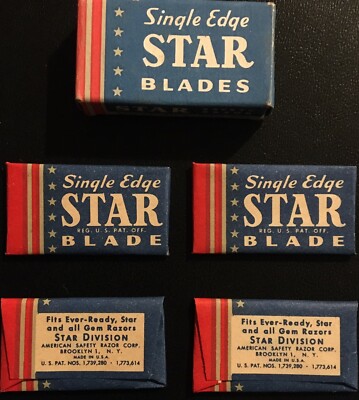 Single Edge
STAR
BLADES
STAR
Single Edge
STAR
REG. U. S. PAT. OFF.
BLADE
Single Edge
STAR
REG. U. S. PAT. OFF.
BLADE
Fits Ever-Ready, Star
and all Gem Razors
STAR DIVISION
AMERICAN SAFETY RAZOR CORP.
BROOKLYN 1, N. Y.
MADE IN U.S.A.
U. S. PAT. NOS. 1,739,280 - 1,773,614
Fits Ever-Ready, Star
and all Gem Razors
STAR DIVISION
AMERICAN SAFETY RAZOR CORP.
BROOKLYN 1, N. Y.
MADE IN U.S.A.
U. S. PAT. NOS. 1,739,280 - 1,773,614